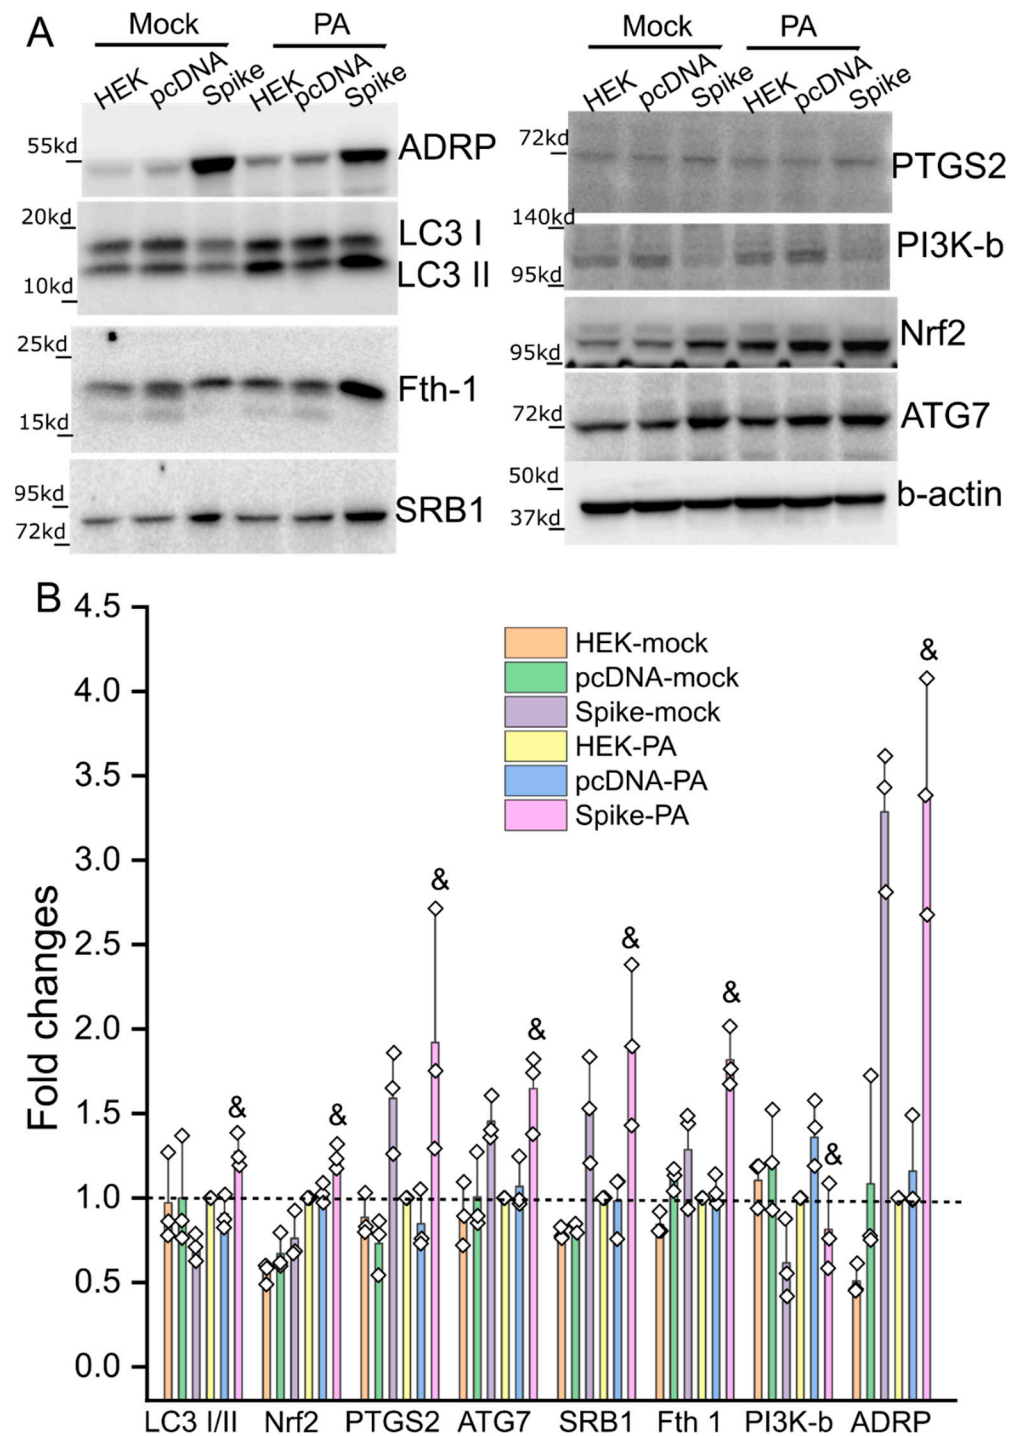 A
Mock PA
HEK pcDNA Spike HEK pcDNA Spike
55kd ADRP
20kd LC3 I
LC3 II
10kd
25kd
Fth-1
15kd
95kd SRB1
72kd
Mock PA
HEK pcDNA Spike HEK pcDNA Spike
72kd PTGS2
140kd
PI3K-b
95kd
Nrf2
95kd
72kd ATG7
50kd b-actin
37kd
B
4.5
4.0
3.5
3.0
2.5
2.0
1.5
1.0
0.5
0.0
Fold changes
HEK-mock
pcDNA-mock
Spike-mock
HEK-PA
pcDNA-PA
Spike-PA
& & & & & & & &
LC3 I/II Nrf2 PTGS2 ATG7 SRB1 Fth 1 PI3K-b ADRP